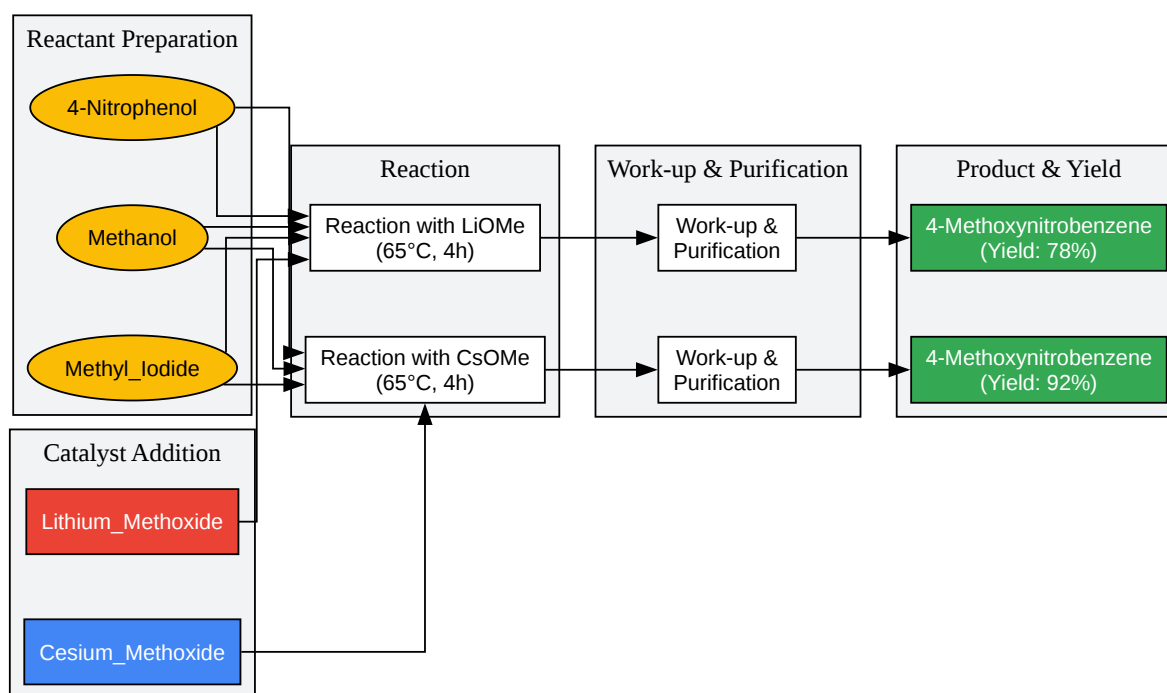 Reactant Preparation
4-Nitrophenol
Methanol
Methyl_Iodide
Catalyst Addition
Lithium_Methoxide
Cesium_Methoxide
Reaction
Reaction with LiOMe
(65°C, 4h)
Reaction with CsOMe
(65°C, 4h)
Work-up & Purification
Work-up &
Purification
Work-up &
Purification
Product & Yield
4-Methoxynitrobenzene
(Yield: 78%)
4-Methoxynitrobenzene
(Yield: 92%)